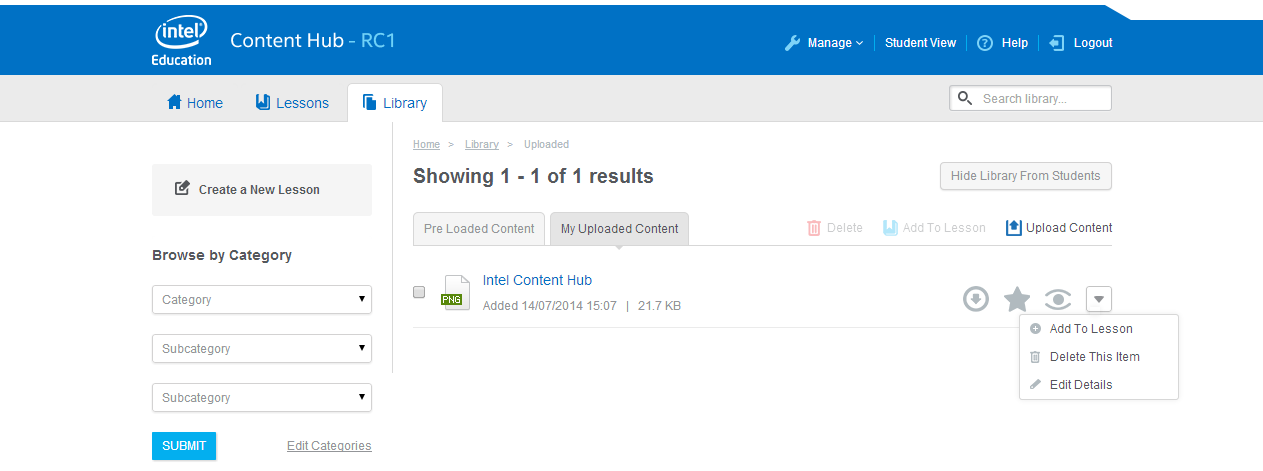 intel
Education
Content Hub - RC1
Manage
Student View
Help
Logout
Home
Lessons
Library
Search library...
Home > Library > Uploaded
Showing 1 - 1 of 1 results
Hide Library From Students
Create a New Lesson
Pre Loaded Content
My Uploaded Content
Delete
Add To Lesson
Upload Content
Browse by Category
Category
Subcategory
Subcategory
SUBMIT
Edit Categories
PNG
Intel Content Hub
Added 14/07/2014 15:07 | 21.7 KB
Add To Lesson
Delete This Item
Edit Details